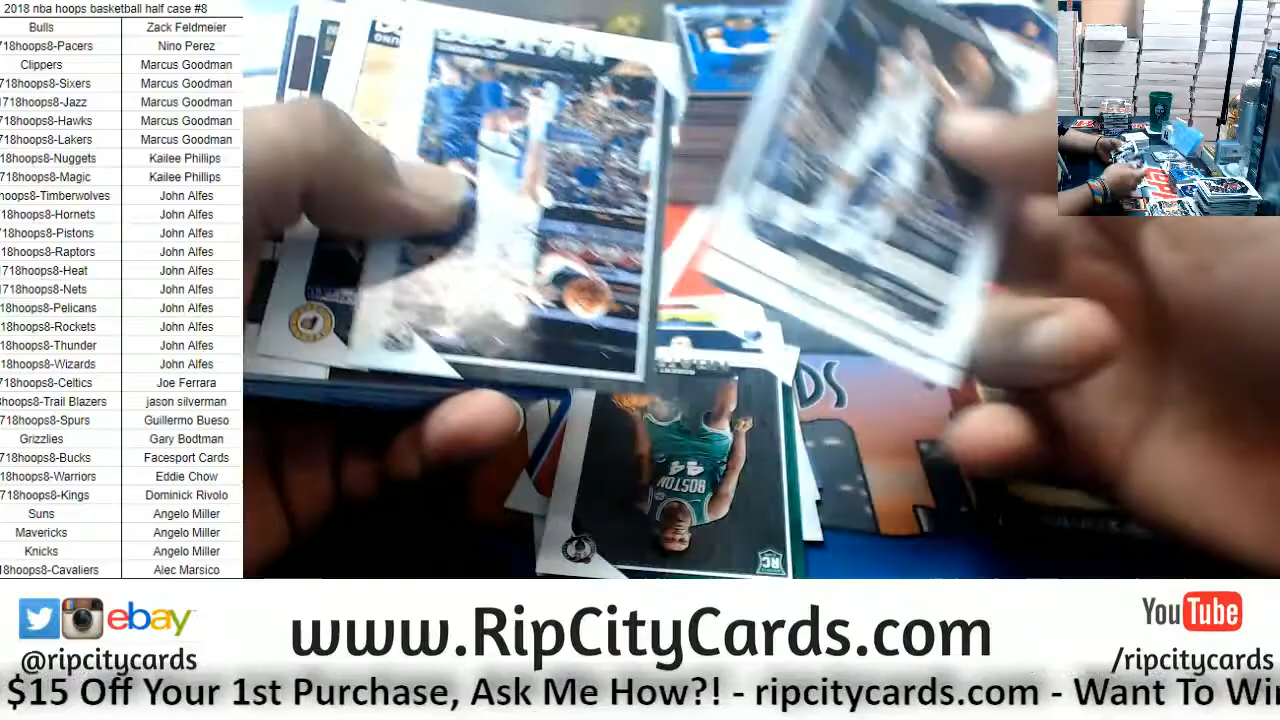 2018 nba hoops basketball half case #8
Bulls Zack Feldmeier
718hoops8-Pacers Nino Perez
Clippers Marcus Goodman
718hoops8-Sixers Marcus Goodman
1718hoops8-Jazz Marcus Goodman
718hoops8-Hawks Marcus Goodman
718hoops8-Lakers Marcus Goodman
18hoops8-Nuggets Kailee Phillips
718hoops8-Magic Kailee Phillips
hoops8-Timberwolves John Alfes
18hoops8-Hornets John Alfes
718hoops8-Pistons John Alfes
18hoops8-Raptors John Alfes
1718hoops8-Heat John Alfes
1718hoops8-Nets John Alfes
18hoops8-Pelicans John Alfes
18hoops8-Rockets John Alfes
18hoops8-Thunder John Alfes
18hoops8-Wizards John Alfes
718hoops8-Celtics Joe Ferrara
hoops8-Trail Blazers jason silverman
718hoops8-Spurs Guillermo Bueso
Grizzlies Gary Bodtman
718hoops8-Bucks Facesport Cards
18hoops8-Warriors Eddie Chow
718hoops8-Kings Dominick Rivolo
Suns Angelo Miller
Mavericks Angelo Miller
Knicks Angelo Miller
18hoops8-Cavaliers Alec Marsico
DS
BOSTON
44
RC
ebay
@ripcitycards
www.RipCityCards.com
YouTube
/ripcitycards
$15 Off Your 1st Purchase, Ask Me How?! - ripcitycards.com - Want To Wi